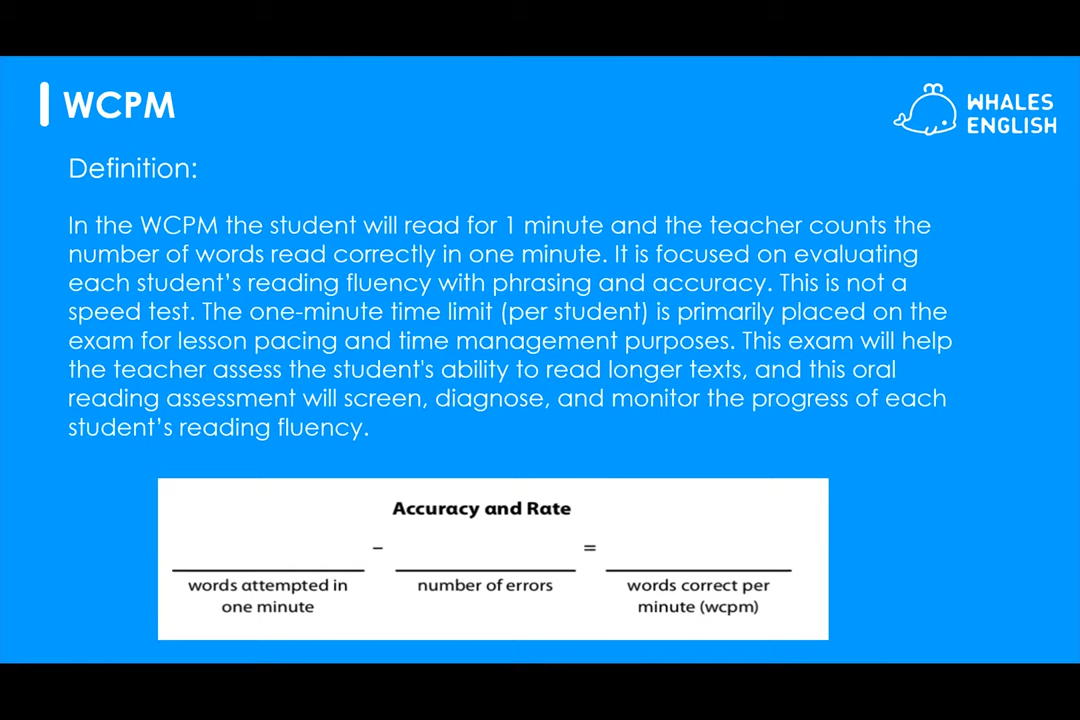 WCPM
WHALES
ENGLISH
Definition:
In the WCPM the student will read for 1 minute and the teacher counts the
number of words read correctly in one minute. It is focused on evaluating
each student’s reading fluency with phrasing and accuracy. This is not a
speed test. The one-minute time limit (per student) is primarily placed on the
exam for lesson pacing and time management purposes. This exam will help
the teacher assess the student's ability to read longer texts, and this oral
reading assessment will screen, diagnose, and monitor the progress of each
student’s reading fluency.
Accuracy and Rate
– =
words attempted in number of errors words correct per
one minute minute (wcpm)